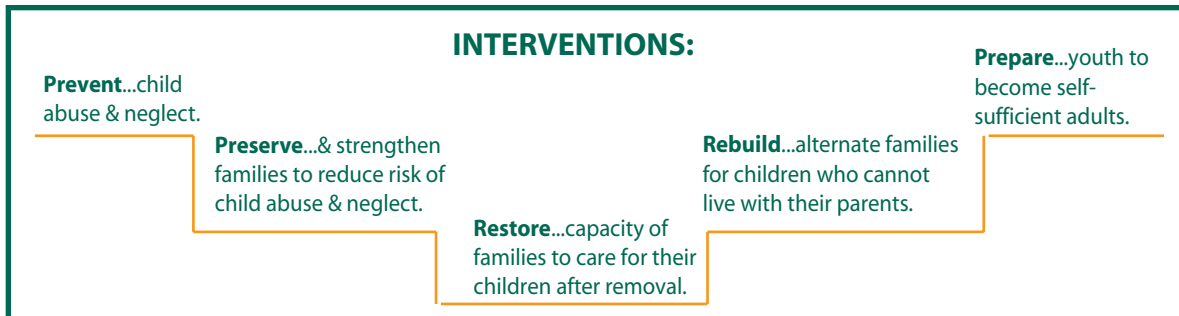 INTERVENTIONS:
Prevent...child
abuse & neglect.
Preserve...& strengthen
families to reduce risk of
child abuse & neglect.
Restore...capacity of
families to care for their
children after removal.
Rebuild...alternate families
for children who cannot
live with their parents.
Prepare...youth to
become self-
sufficient adults.